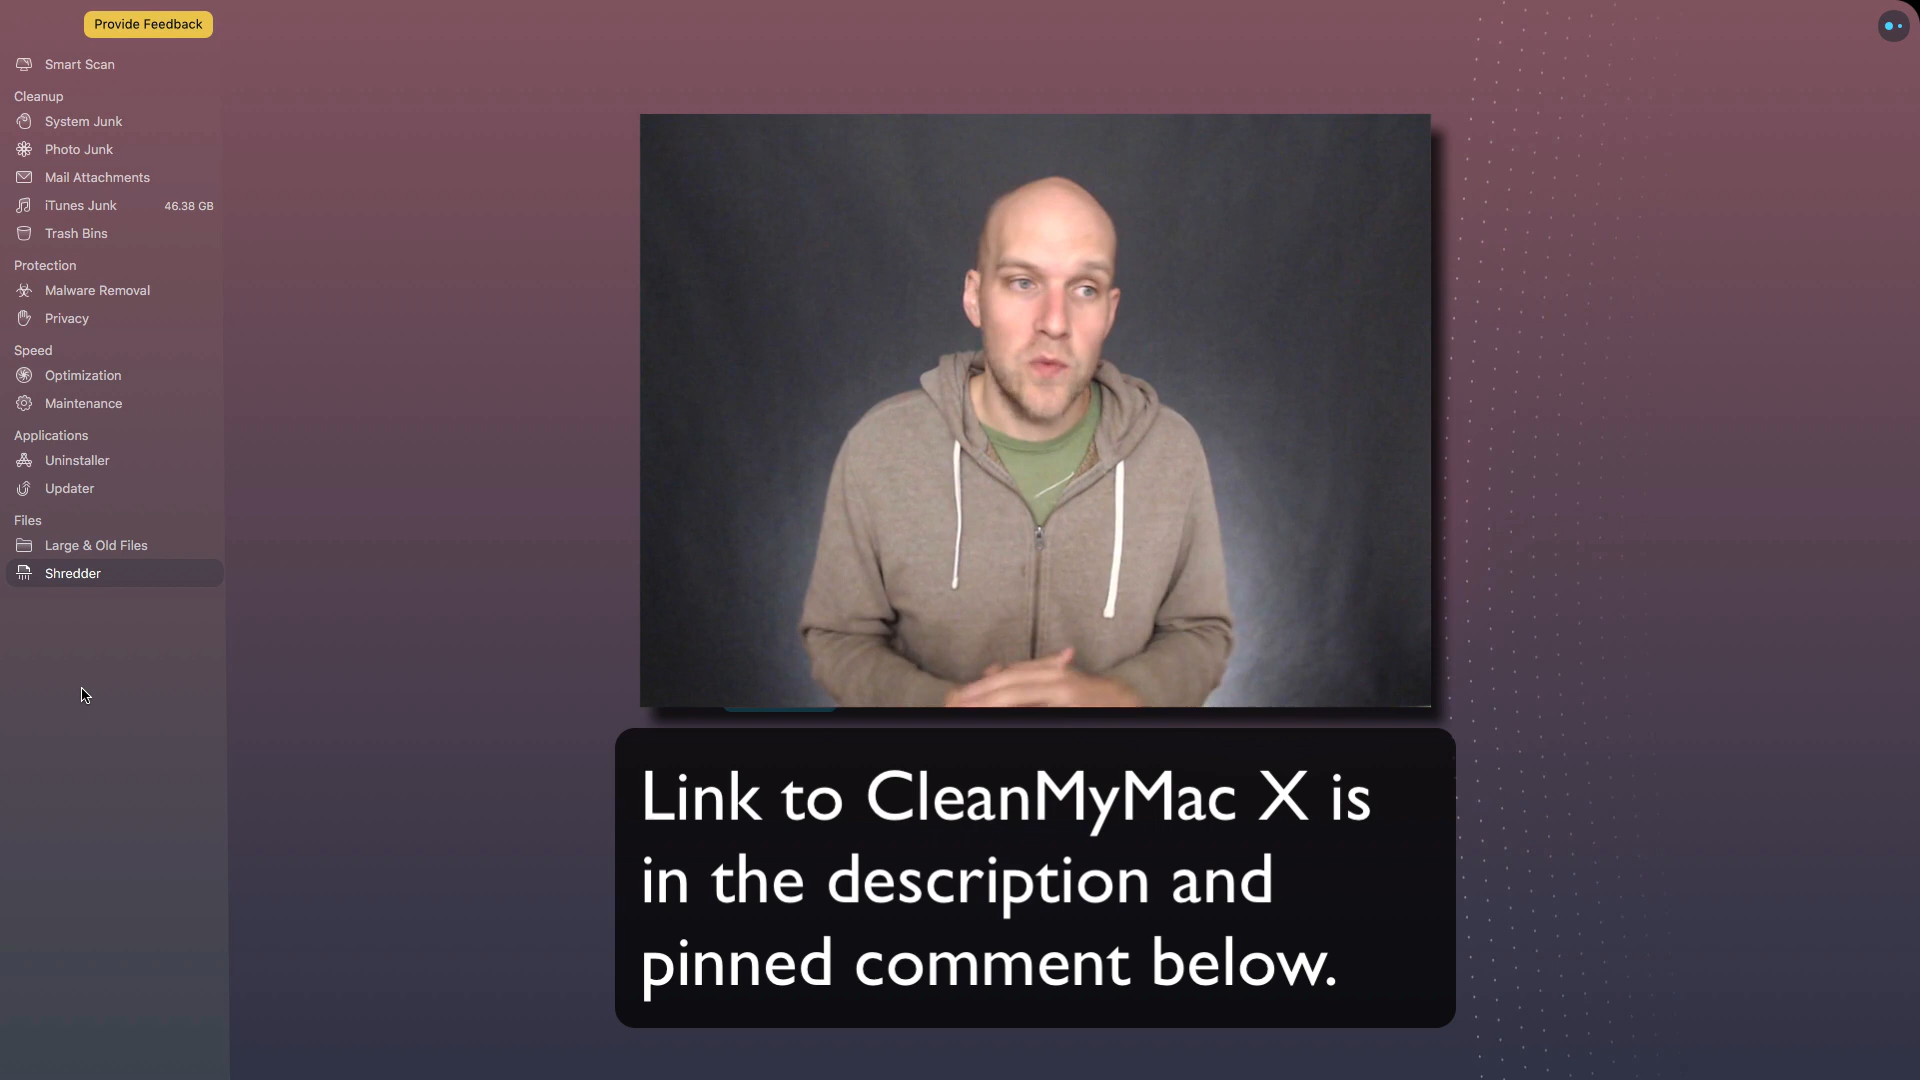 Provide Feedback
Smart Scan
Cleanup
System Junk
Photo Junk
Mail Attachments
iTunes Junk 46.38 GB
Trash Bins
Protection
Malware Removal
Privacy
Speed
Optimization
Maintenance
Applications
Uninstaller
Updater
Files
Large & Old Files
Shredder
Link to CleanMyMac X is
in the description and
pinned comment below.